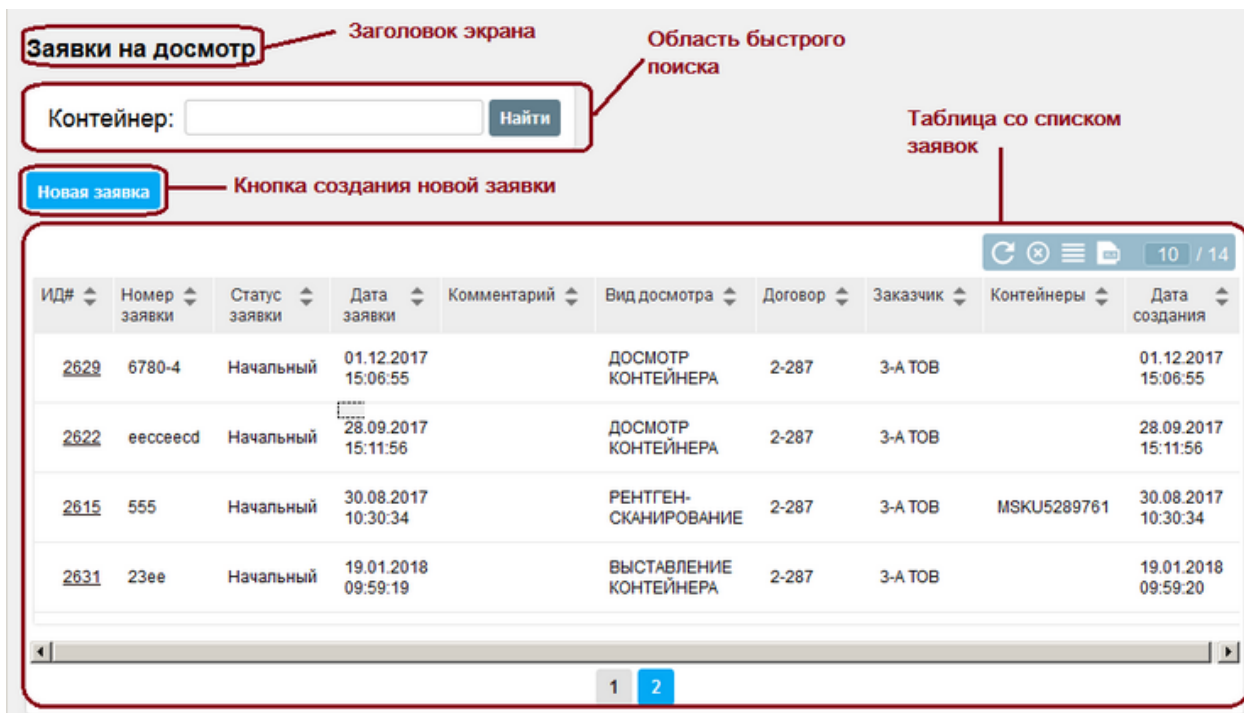 Заголовок экрана
Заявки на досмотр
Область быстрого
поиска
Контейнер:
Найти
Таблица со списком
заявок
Новая заявка
Кнопка создания новой заявки
10 / 14
ИД# Номер заявки Статус заявки Дата заявки Комментарий Вид досмотра Договор Заказчик Контейнеры Дата создания
2629 6780-4 Начальный 01.12.2017 15:06:55 ДОСМОТР КОНТЕЙНЕРА 2-287 3-А ТОВ 01.12.2017 15:06:55
2622 eecceecd Начальный 28.09.2017 15:11:56 ДОСМОТР КОНТЕЙНЕРА 2-287 3-А ТОВ 28.09.2017 15:11:56
2615 555 Начальный 30.08.2017 10:30:34 РЕНТГЕН-СКАНИРОВАНИЕ 2-287 3-А ТОВ MSKU5289761 30.08.2017 10:30:34
2631 23ee Начальный 19.01.2018 09:59:19 ВЫСТАВЛЕНИЕ КОНТЕЙНЕРА 2-287 3-А ТОВ 19.01.2018 09:59:20
1 2